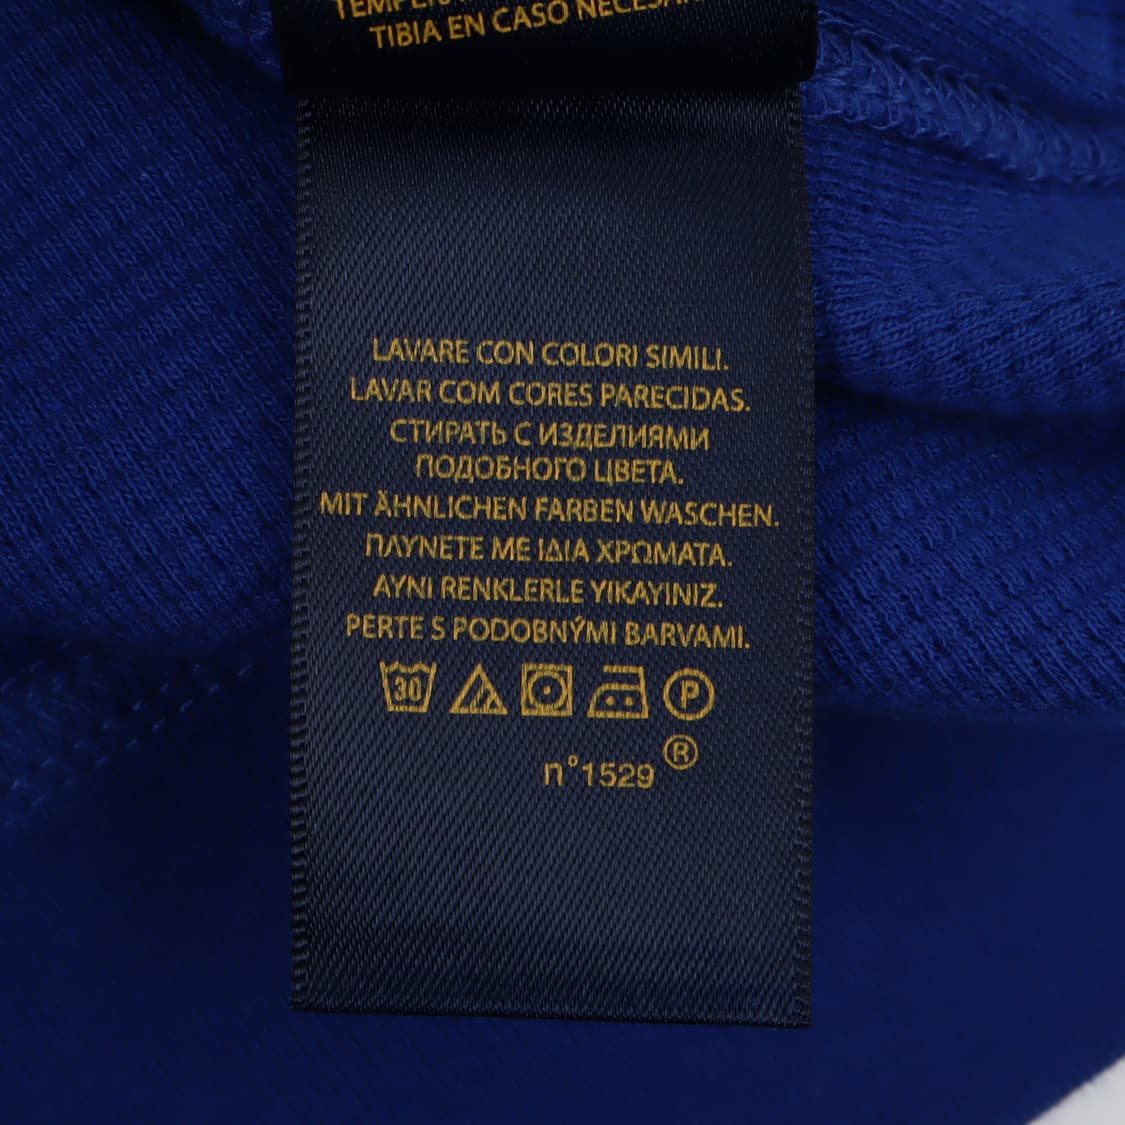 TIBIA EN CASO
LAVARE CON COLORI SIMILI.
LAVAR COM CORES PARECIDAS.
СТИРАТЬ С ИЗДЕЛИЯМИ
ПОДОБНОГО ЦВЕТА.
MIT ÄHNLICHEN FARBEN WASCHEN.
ΠΛΥΝΕΤΕ ΜΕ ΙΔΙΑ ΧΡΩΜΑΤΑ.
AYNI RENKLERLE YIKAYINIZ.
PERTE S PODOBNÝMI BARVAMI.
30 P
n°1529 ®